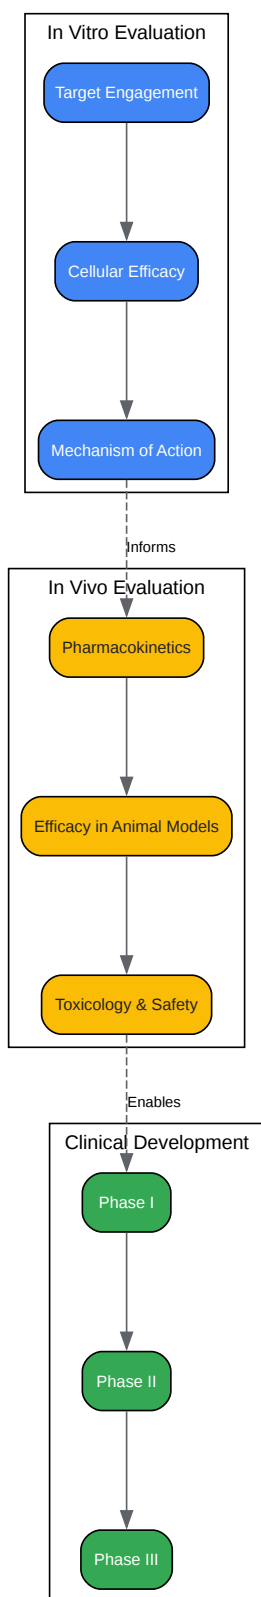 In Vitro Evaluation
Target Engagement
Cellular Efficacy
Mechanism of Action
Informs
In Vivo Evaluation
Pharmacokinetics
Efficacy in Animal Models
Toxicology & Safety
Enables
Clinical Development
Phase I
Phase II
Phase III